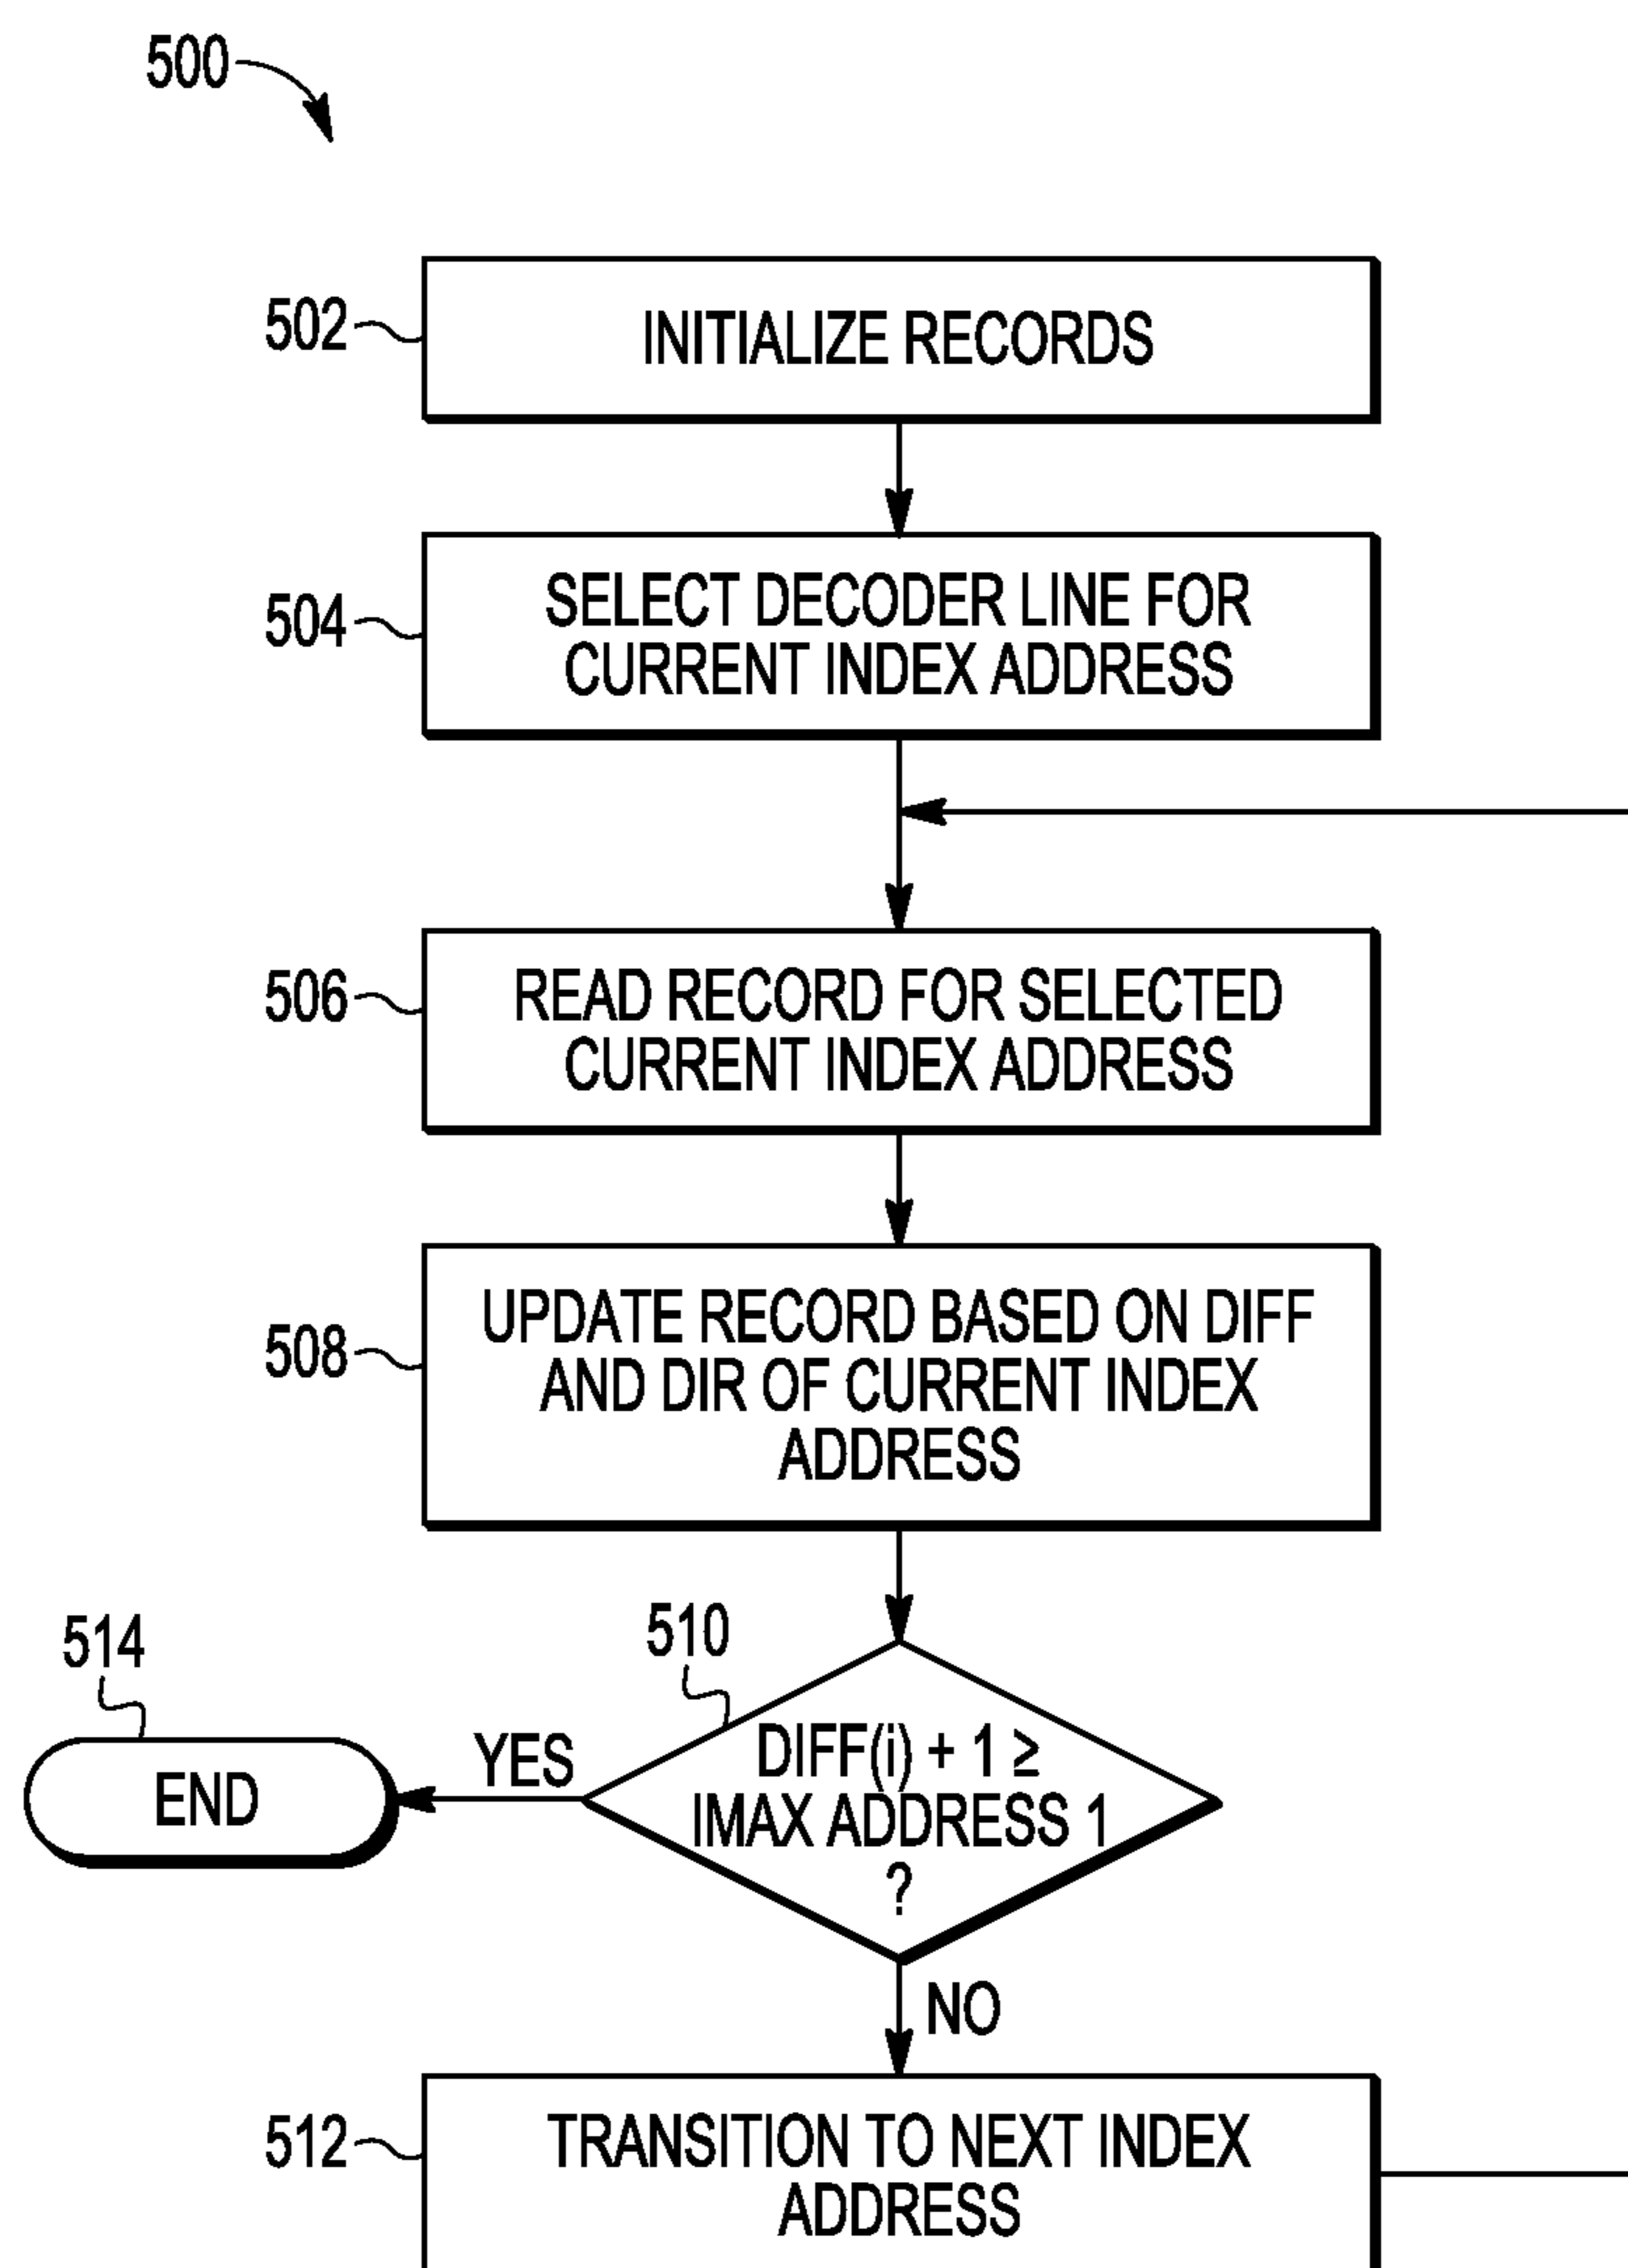 500
502
INITIALIZE RECORDS
504
SELECT DECODER LINE FOR
CURRENT INDEX ADDRESS
506
READ RECORD FOR SELECTED
CURRENT INDEX ADDRESS
508
UPDATE RECORD BASED ON DIFF
AND DIR OF CURRENT INDEX
ADDRESS
514
510
END
YES
DIFF(i) + 1 ≥
IMAX ADDRESS 1
?
NO
512
TRANSITION TO NEXT INDEX
ADDRESS